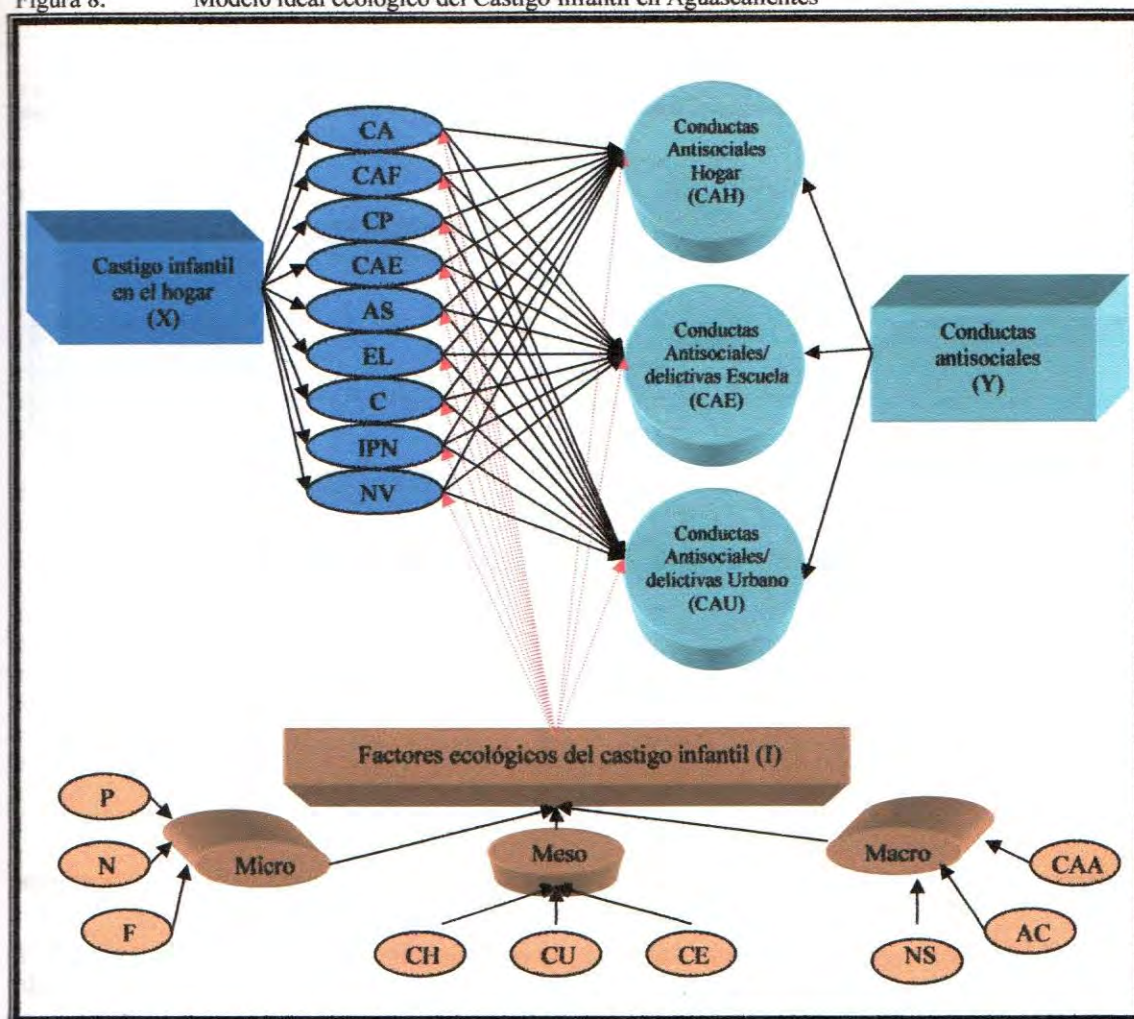 Figura 8. Modelo ideal ecológico del Castigo Infantil en Aguascalientes
CA
CAF
CP
CAE
AS
EL
C
IPN
NV
Castigo infantil
en el hogar
(X)
Conductas
Antisociales
Hogar
(CAH)
Conductas
Antisociales/
delictivas Escuela
(CAE)
Conductas
Antisociales/
delictivas Urbano
(CAU)
Conductas
antisociales
(Y)
Factores ecológicos del castigo infantil (I)
P
N
F
Micro
Meso
Macro
CH
CU
CE
NS
AC
CAA